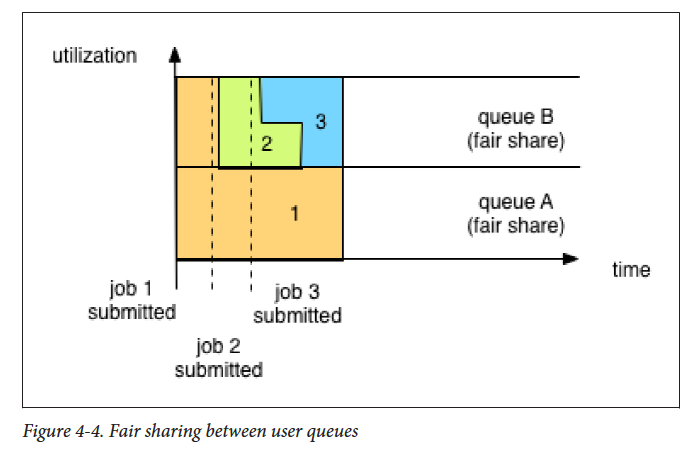 utilization
3
queue B
(fair share)
2
queue A
(fair share)
1
time
job 1
submitted
job 3
submitted
job 2
submitted
Figure 4-4. Fair sharing between user queues